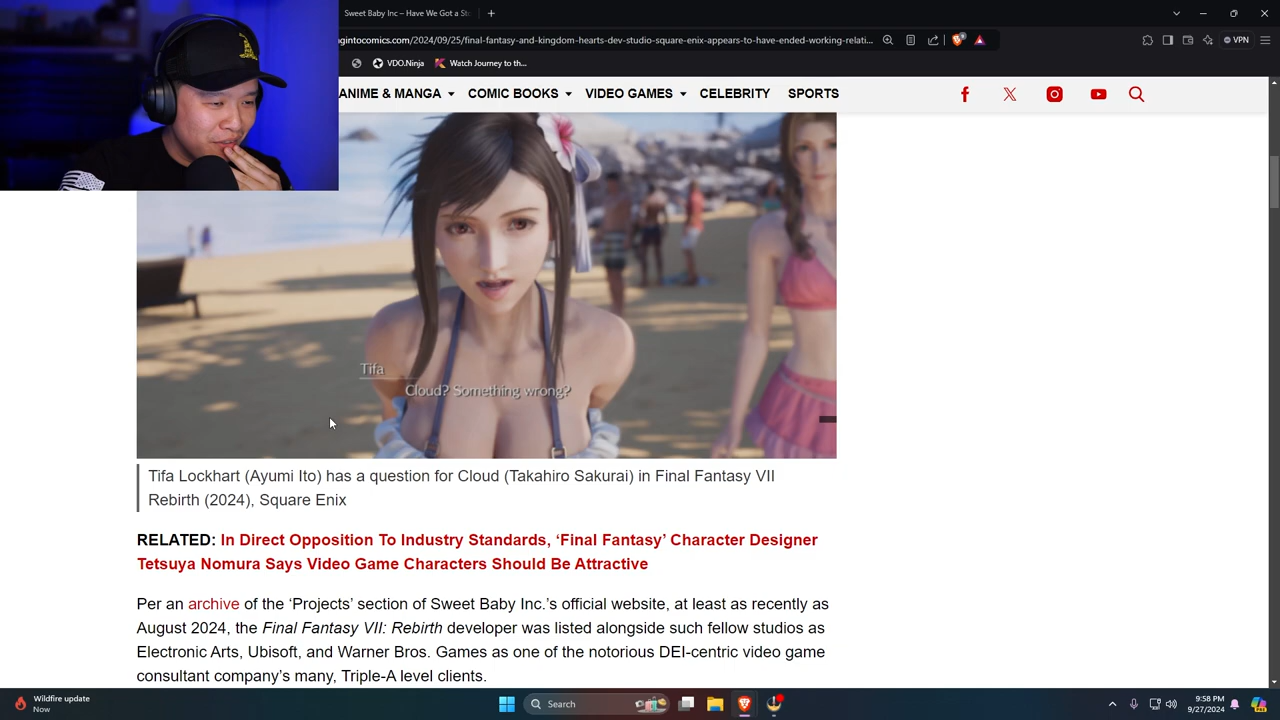 Sweet Baby Inc – Have We Got a St
gintocomics.com/2024/09/25/final-fantasy-and-kingdom-hearts-dev-studio-square-enix-appears-to-have-ended-working-relati...
VPN
VDO.Ninja
Watch Journey to th...
ANIME & MANGA
COMIC BOOKS
VIDEO GAMES
CELEBRITY
SPORTS
Tifa
Cloud? Something wrong?
Tifa Lockhart (Ayumi Ito) has a question for Cloud (Takahiro Sakurai) in Final Fantasy VII
Rebirth (2024), Square Enix
RELATED: In Direct Opposition To Industry Standards, ‘Final Fantasy’ Character Designer
Tetsuya Nomura Says Video Game Characters Should Be Attractive
Per an archive of the ‘Projects’ section of Sweet Baby Inc.’s official website, at least as recently as
August 2024, the Final Fantasy VII: Rebirth developer was listed alongside such fellow studios as
Electronic Arts, Ubisoft, and Warner Bros. Games as one of the notorious DEI-centric video game
consultant company’s many, Triple-A level clients.
Wildfire update
Now
Search
9:58 PM
9/27/2024